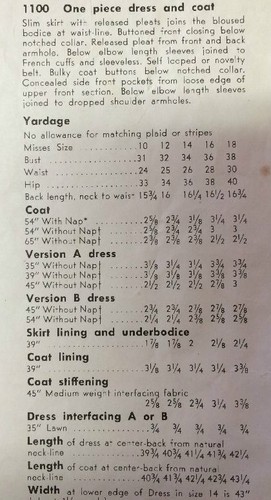 1100 One piece dress and coat
Slim skirt with released pleats joins the bloused
bodice at waist-line. Buttoned front closing below
notched collar. Released pleat from front and back
armhole. Below elbow length sleeves joined to
French cuffs and sleeveless. Self looped or novelty
belt. Bulky coat buttons below notched collar.
Concealed side front pockets from loose edge of
upper front section. Below elbow length sleeves
joined to dropped shoulder armholes.
Yardage
No allowance for matching plaid or stripes
Misses Size 10 12 14 16 18
Bust 31 32 34 36 38
Waist 24 25 26 28 30
Hip 33 34 36 38 40
Back length, neck to waist 15¾ 16 16¼ 16½ 16¾
Coat
54" With Nap* 2⅝ 2¾ 3⅛ 3¼ 3¼
54" Without Nap† 2⅝ 2¾ 2¾ 3 3
65" Without Nap† 2⅜ 2⅜ 2⅜ 2½ 2½
Version A dress
35" Without Nap† 3⅛ 3¼ 3¼ 3¾ 3¾
39" Without Nap† 3⅛ 3⅛ 3⅛ 3⅜ 3⅜
45" Without Nap† 2½ 2½ 2½ 2⅞ 3
Version B dress
45" Without Nap† 2¾ 2¾ 2⅞ 2⅞ 2⅞
54" Without Nap† 2¼ 2¼ 2⅜ 2⅝ 2⅝
Skirt lining and underbodice
39" 1⅞ 1⅞ 2 2⅛ 2¼
Coat lining
39" 3⅛ 3¼ 3¼ 3¼ 3⅜
Coat stiffening
45" Medium weight interfacing fabric
2⅝ 2⅝ 2¾ 3¼ 3⅜
Dress interfacing A or B
35" Lawn ¾ ¾ ¾ ¾ ¾
Length of dress at center-back from natural
neck-line 39¾ 40¾ 41¼ 41¾ 42¼
Length of coat at center-back from natural
neck-line 40¾ 41¾ 42¼ 42¾ 43¼
Width at lower edge of Dress in size 14 is 43"